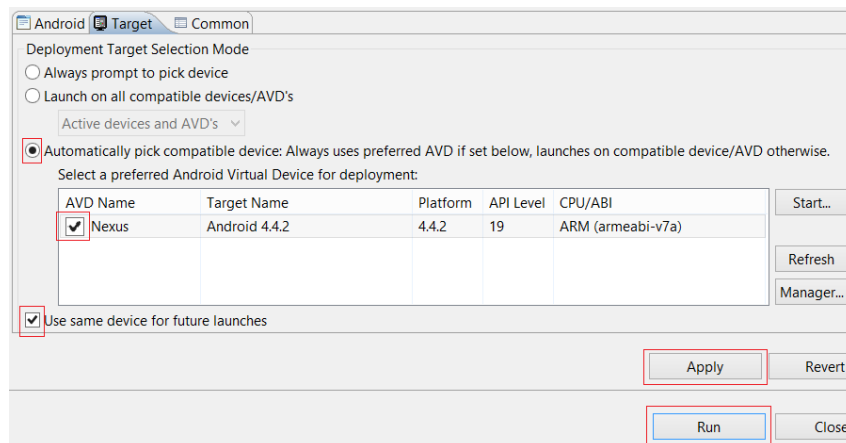 Android Target Common
Deployment Target Selection Mode
Always prompt to pick device
Launch on all compatible devices/AVD's
Active devices and AVD's
Automatically pick compatible device: Always uses preferred AVD if set below, launches on compatible device/AVD otherwise.
Select a preferred Android Virtual Device for deployment:
AVD Name Target Name Platform API Level CPU/ABI Start...
Nexus Android 4.4.2 4.4.2 19 ARM (armeabi-v7a)
Refresh
Manager...
Use same device for future launches
Apply Revert
Run Close